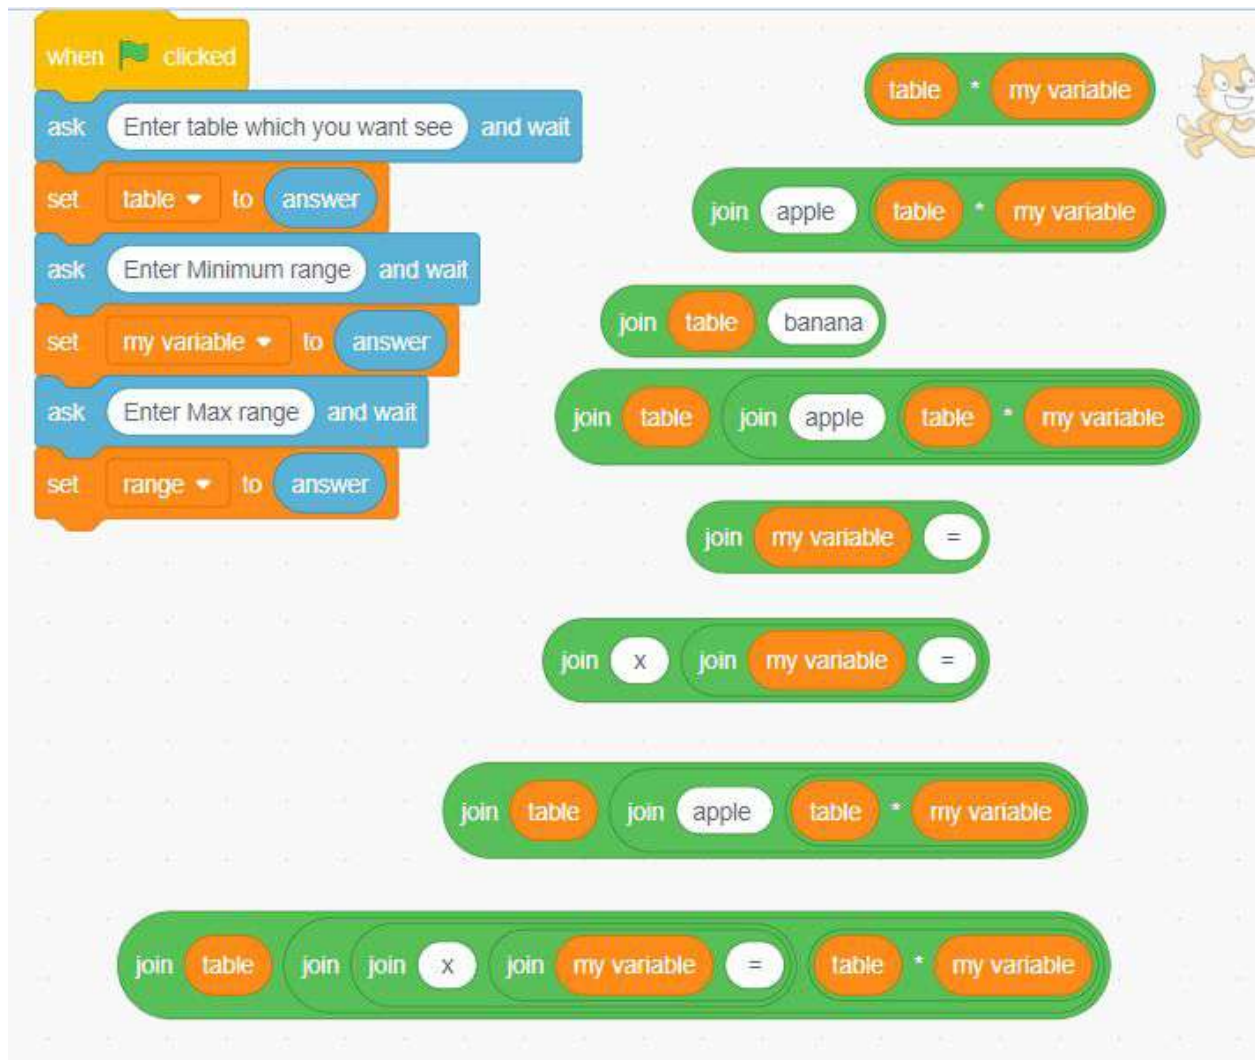 when clicked
ask Enter table which you want see and wait
set table to answer
ask Enter Minimum range and wait
set my variable to answer
ask Enter Max range and wait
set range to answer
table * my variable
join apple table * my variable
join table banana
join table join apple table * my variable
join my variable =
join x join my variable =
join table join apple table * my variable
join table join join x join my variable = table * my variable